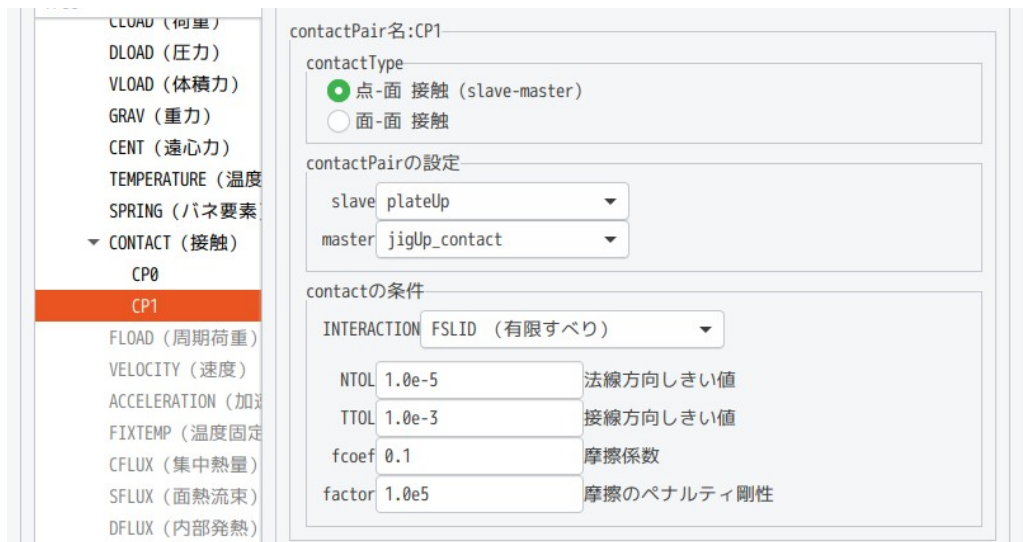 CLOAD (荷重)
DLOAD (圧力)
VLOAD (体積力)
GRAV (重力)
CENT (遠心力)
TEMPERATURE (温度
SPRING (バネ要素
CONTACT (接触)
CP0
CP1
FLOAD (周期荷重)
VELOCITY (速度)
ACCELERATION (加速
FIXTEMP (温度固定
CFLUX (集中熱量)
SFLUX (面熱流束)
DFLUX (内部発熱)
contactPair名:CP1
contactType
点-面 接触 (slave-master)
面-面 接触
contactPairの設定
slave plateUp
master jigUp_contact
contactの条件
INTERACTION FSLID (有限すべり)
NTOL 1.0e-5 法線方向しきい値
TTOL 1.0e-3 接線方向しきい値
fcoef 0.1 摩擦係数
factor 1.0e5 摩擦のペナルティ剛性